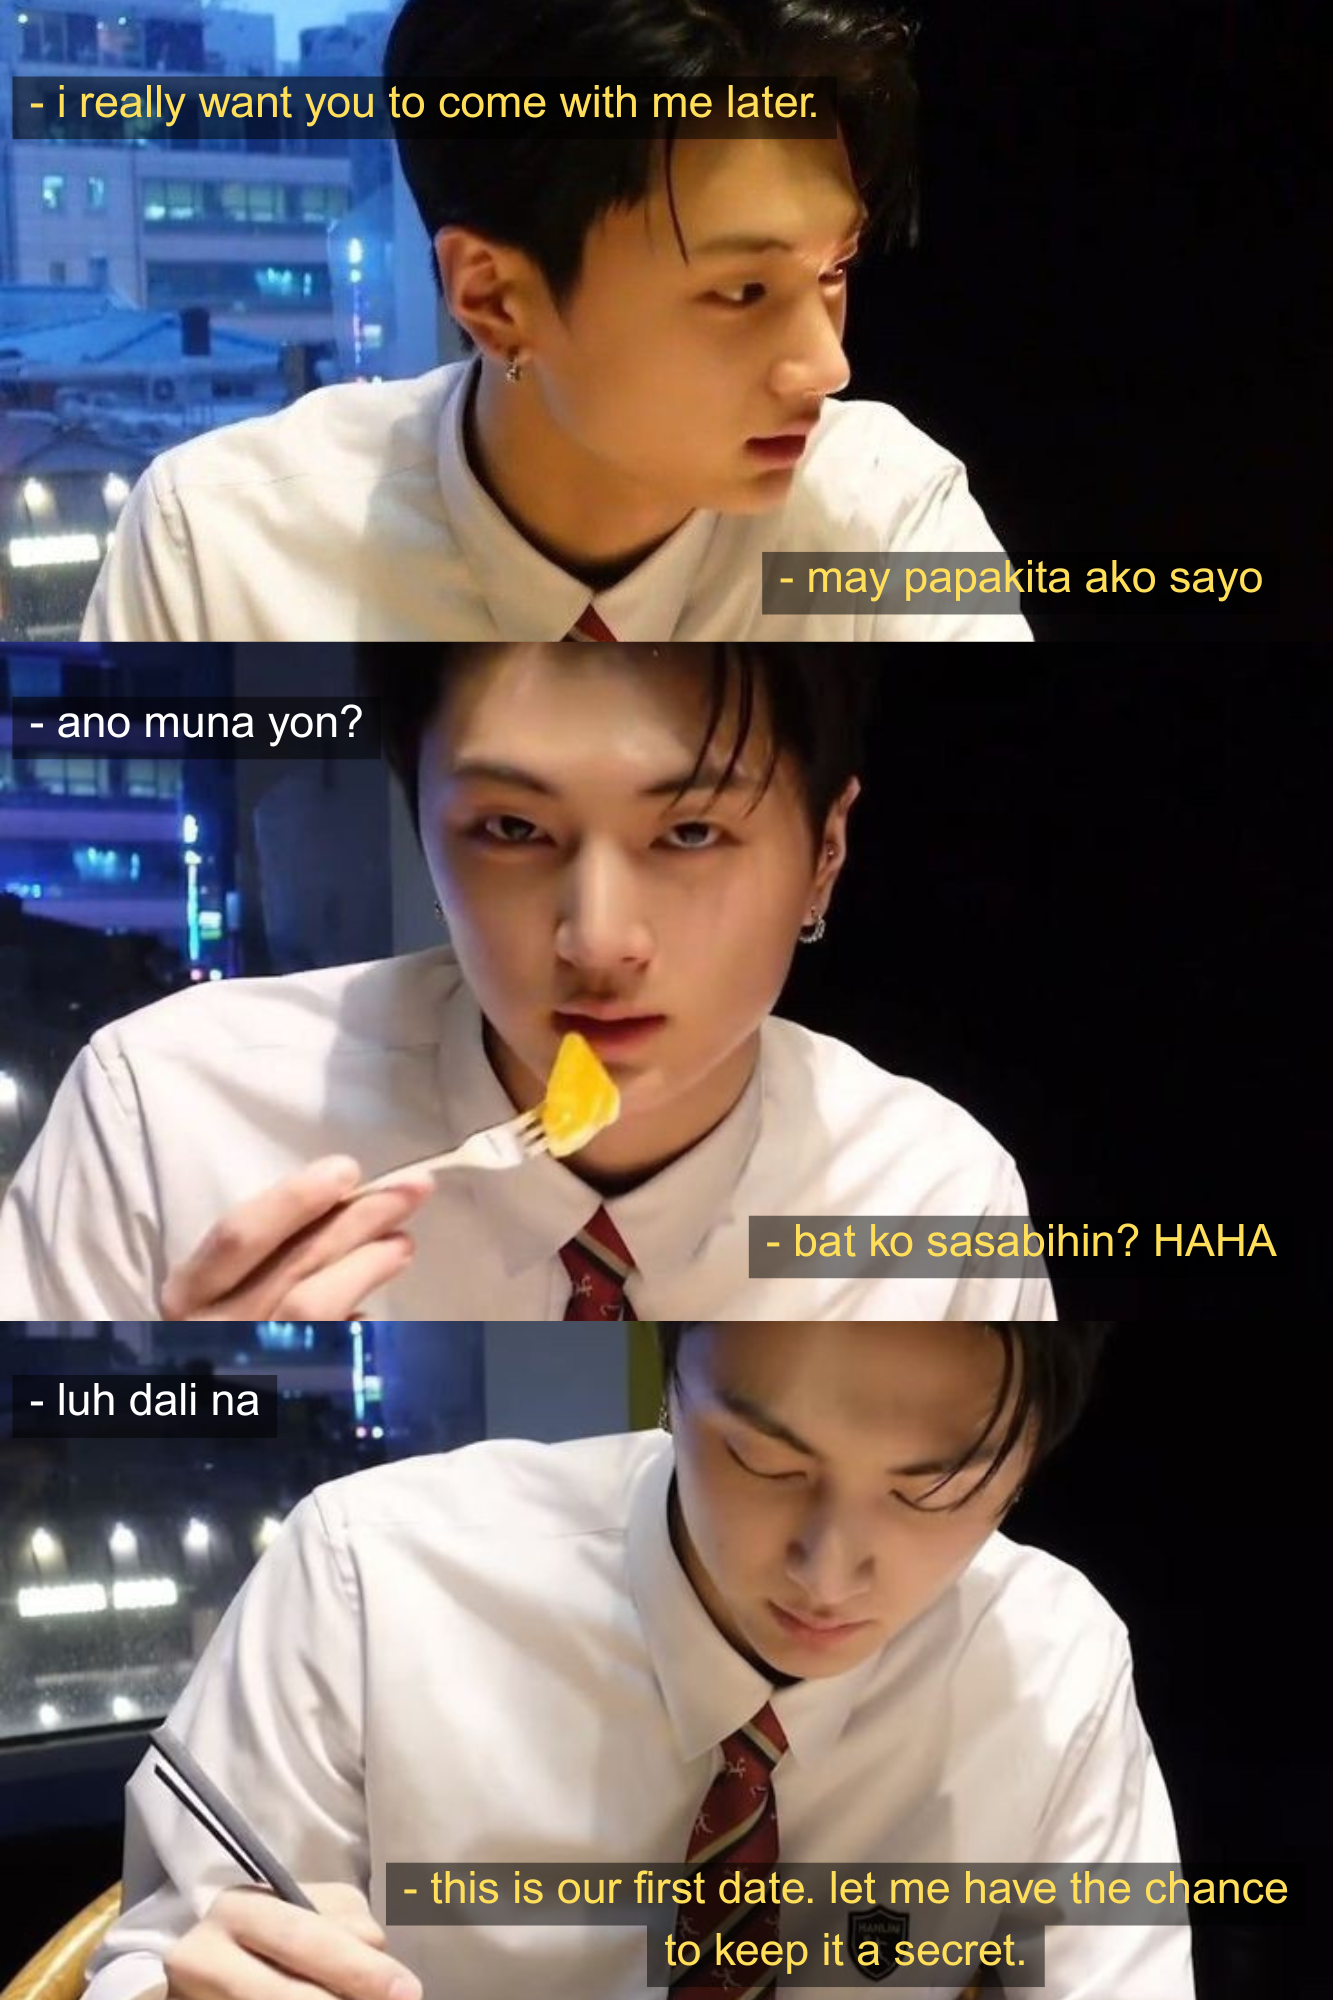 - i really want you to come with me later.
- may papakita ako sayo
- ano muna yon?
- bat ko sasabihin? HAHA
- luh dali na
- this is our first date. let me have the chance
to keep it a secret.
HANLIM